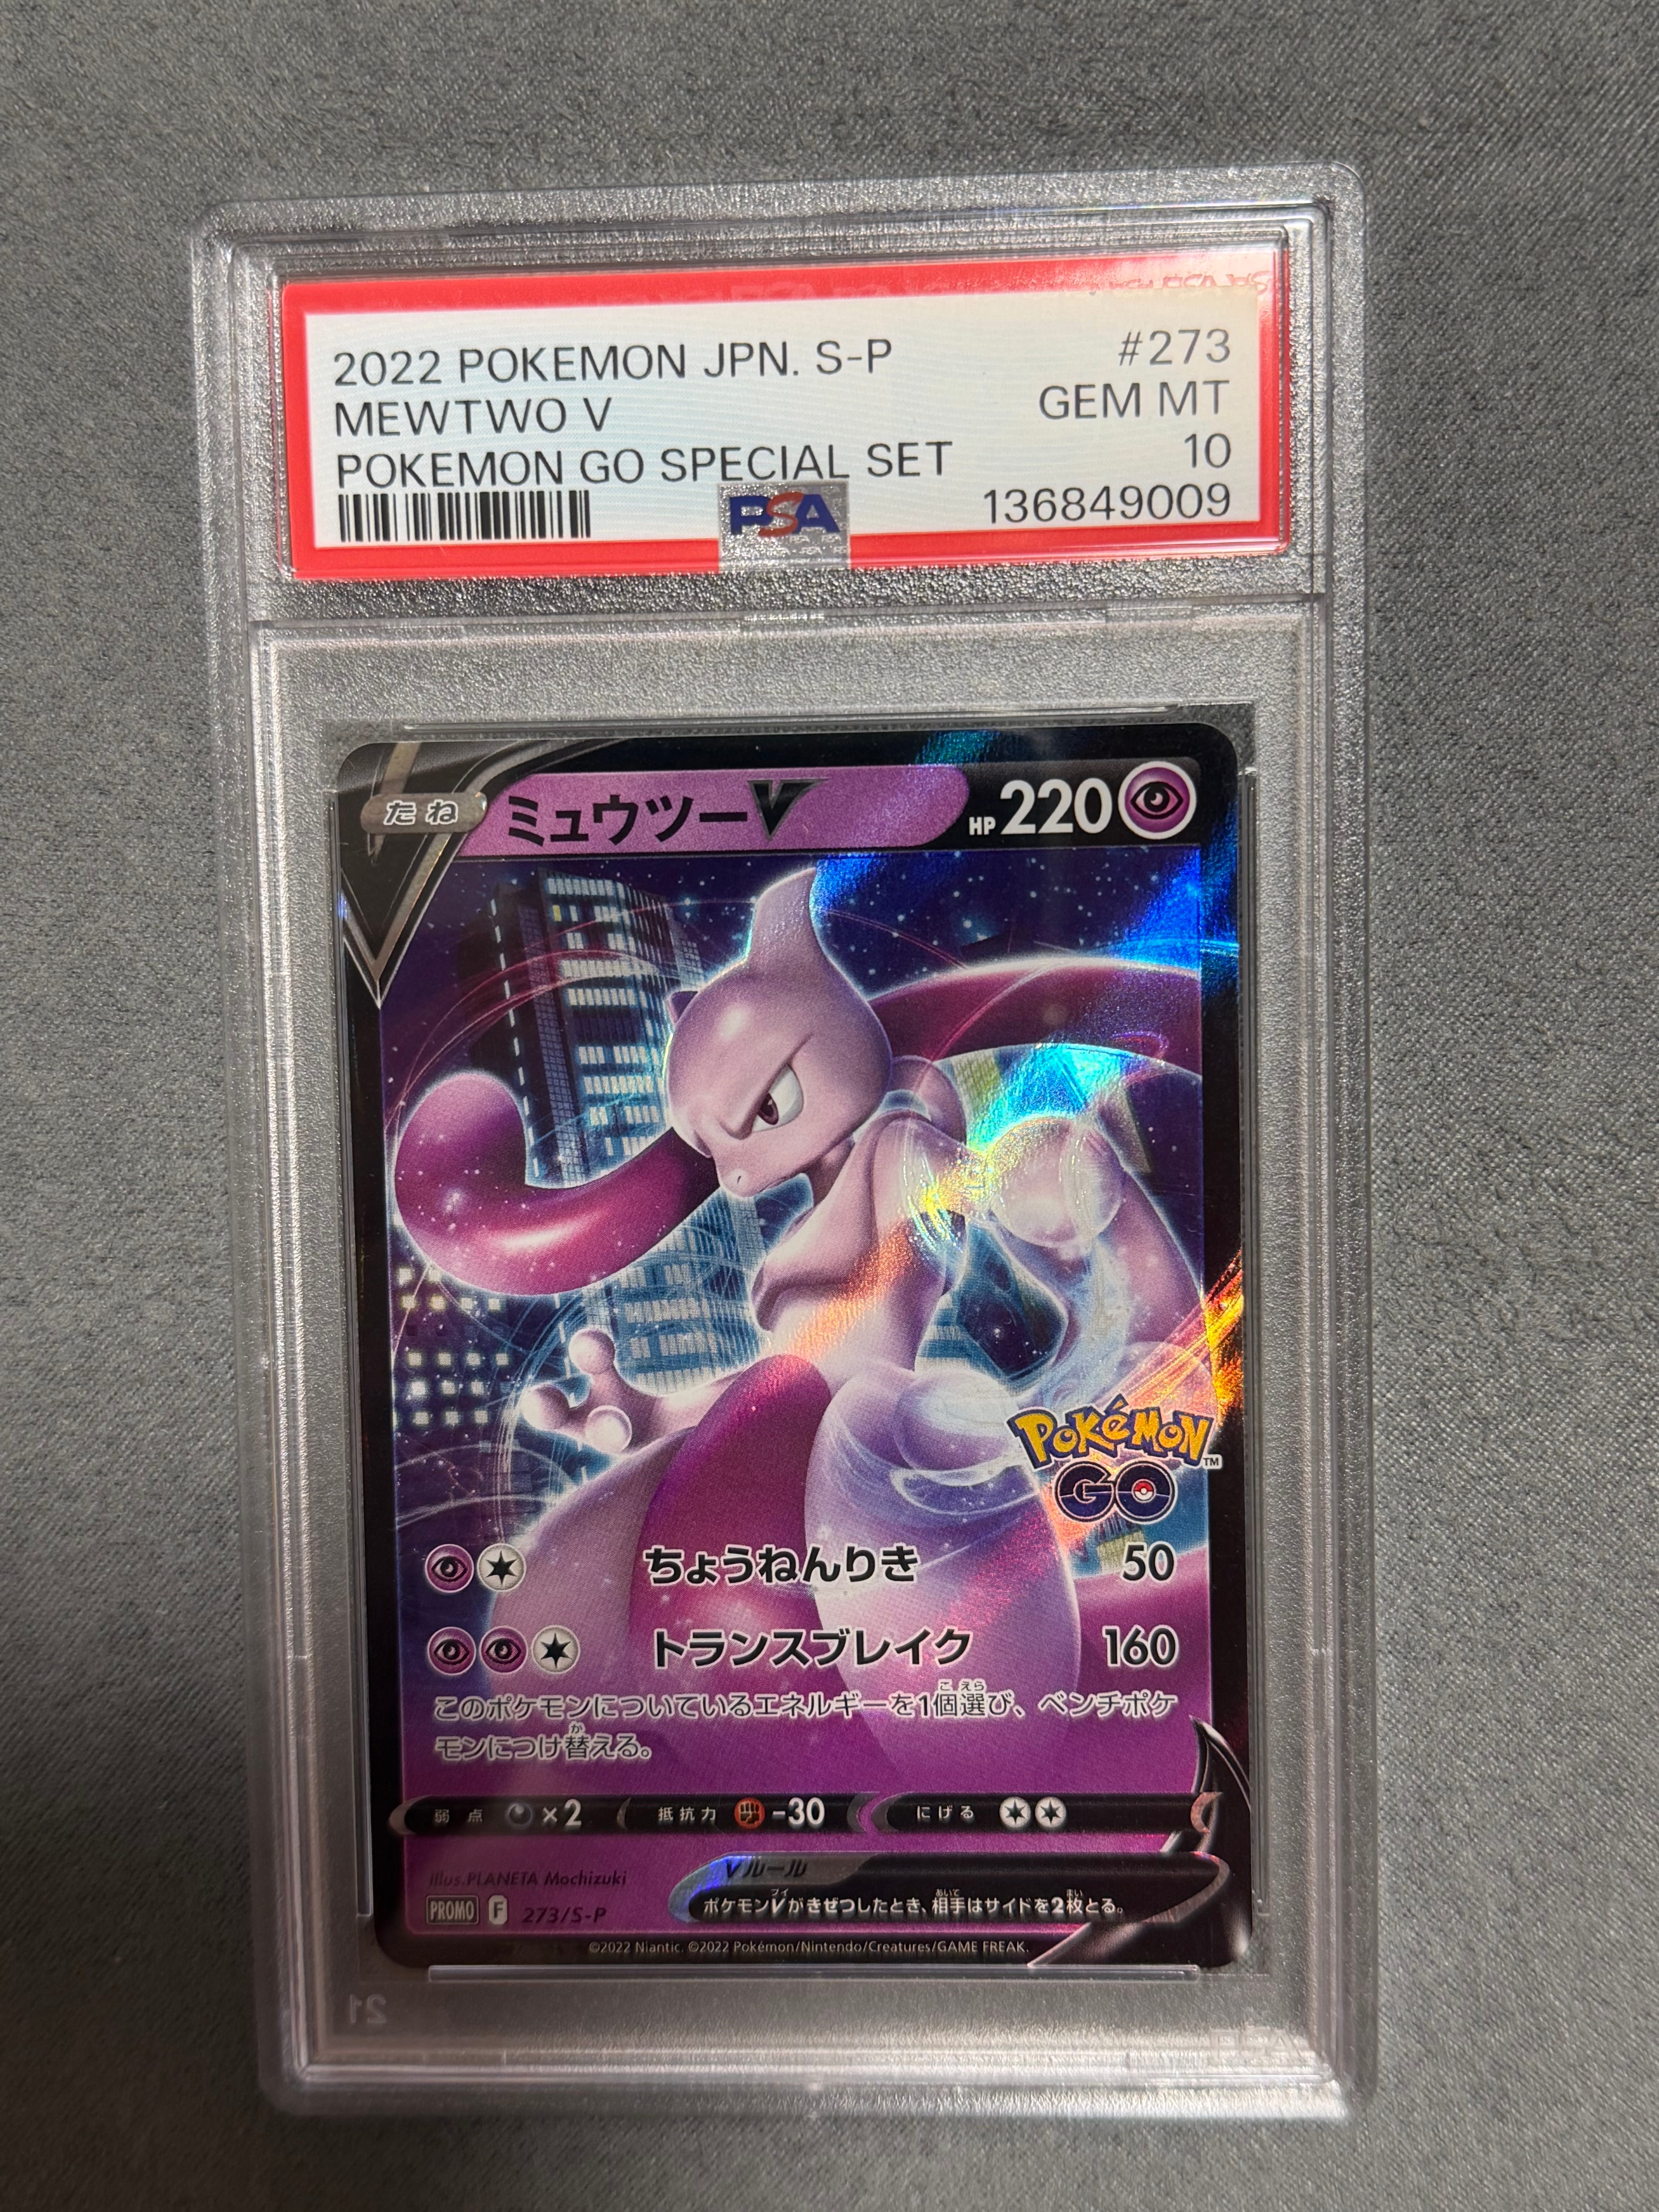 2022 POKEMON JPN. S-P #273
MEWTWO V GEM MT
POKEMON GO SPECIAL SET 10
PSA 136849009
たね ミュウツーV HP 220
POKéMON™
GO
ちょうねんりき 50
トランスブレイク 160
このポケモンについているエネルギーを1個選び、ベンチポケ
モンにつけ替える。
弱点 ×2 抵抗力 -30 にげる
Illus.PLANETA Mochizuki
Vルール
PROMO F 273/S-P
ポケモンVがきぜつしたとき、相手はサイドを2枚とる。
©2022 Niantic. ©2022 Pokémon/Nintendo/Creatures/GAME FREAK.